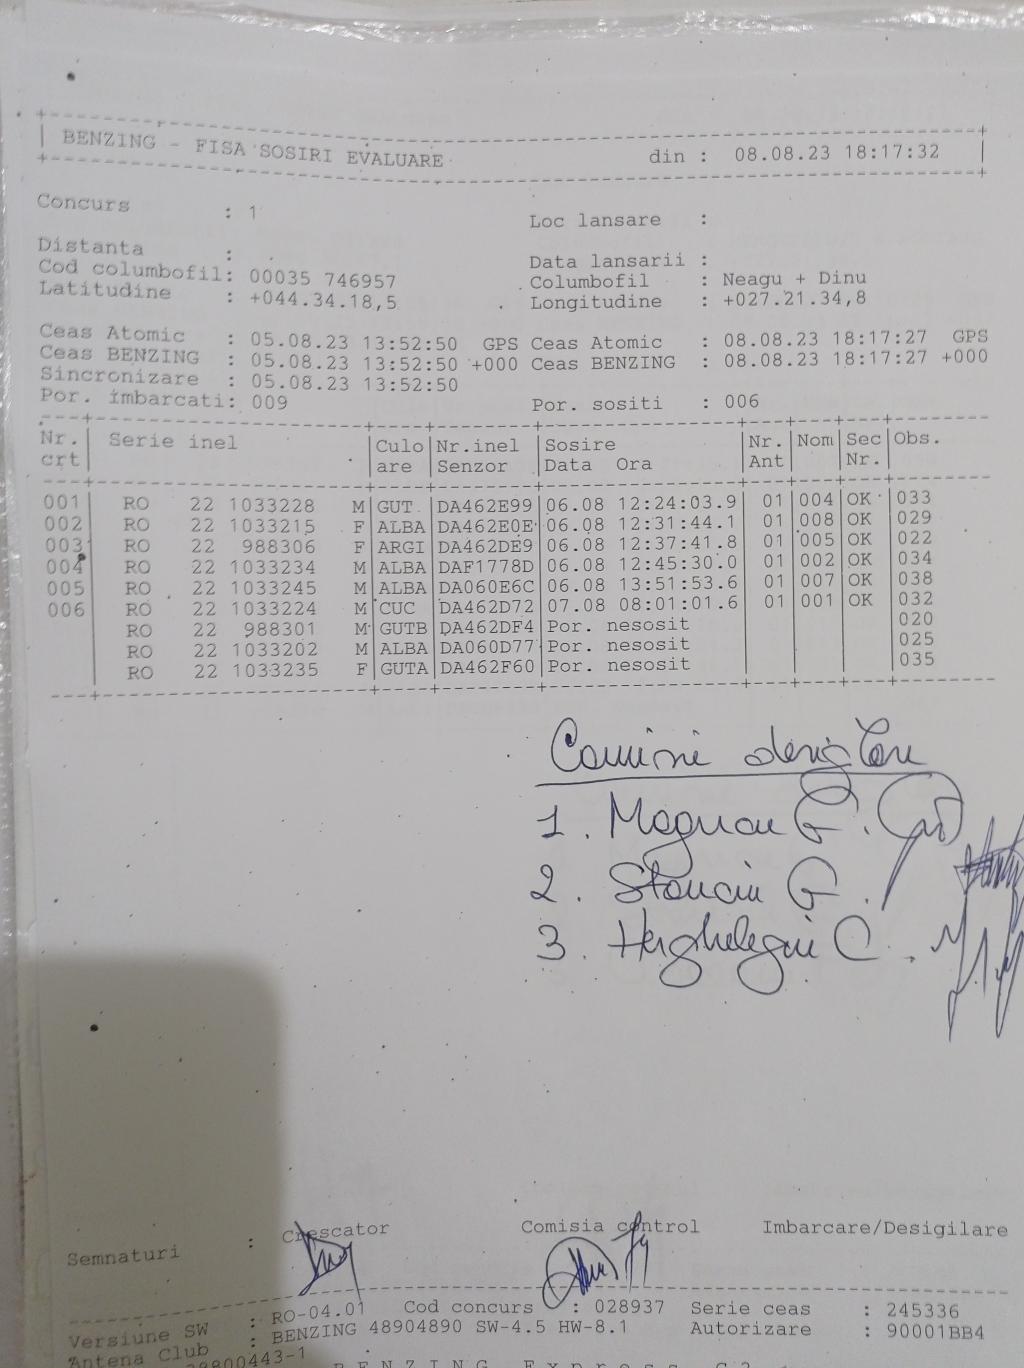 BENZING - FISA SOSIRI EVALUARE din : 08.08.23 18:17:32
Concurs : 1 Loc lansare :
Distanta : Data lansarii :
Cod columbofil: 00035 746957 Columbofil : Neagu + Dinu
Latitudine : +044.34.18,5 Longitudine : +027.21.34,8
Ceas Atomic : 05.08.23 13:52:50 GPS Ceas Atomic : 08.08.23 18:17:27 GPS
Ceas BENZING : 05.08.23 13:52:50 +000 Ceas BENZING : 08.08.23 18:17:27 +000
Sincronizare : 05.08.23 13:52:50
Por. imbarcati: 009 Por. sositi : 006
Nr. Serie inel Culo Nr.inel Sosire Nr. Nom Sec Obs.
crt are Senzor Data Ora Ant Nr.
001 RO 22 1033228 M GUT DA462E99 06.08 12:24:03.9 01 004 OK 033
002 RO 22 1033215 F ALBA DA462E0E 06.08 12:31:44.1 01 008 OK 029
003 RO 22 988306 F ARGI DA462DE9 06.08 12:37:41.8 01 005 OK 022
004 RO 22 1033234 M ALBA DAF1778D 06.08 12:45:30.0 01 002 OK 034
005 RO 22 1033245 M ALBA DA060E6C 06.08 13:51:53.6 01 007 OK 038
006 RO 22 1033224 M CUC DA462D72 07.08 08:01:01.6 01 001 OK 032
RO 22 988301 M GUTB DA462DF4 Por. nesosit 020
RO 22 1033202 M ALBA DA060D77 Por. nesosit 025
RO 22 1033235 F GUTA DA462F60 Por. nesosit 035
1. G.
2. Stanciu G.
3. Herghelegiu C.
Semnaturi : Crescator Comisia control Imbarcare/Desigilare
Versiune SW : RO-04.01 Cod concurs : 028937 Serie ceas : 245336
Antena Club : BENZING 48904890 SW-4.5 HW-8.1 Autorizare : 90001BB4